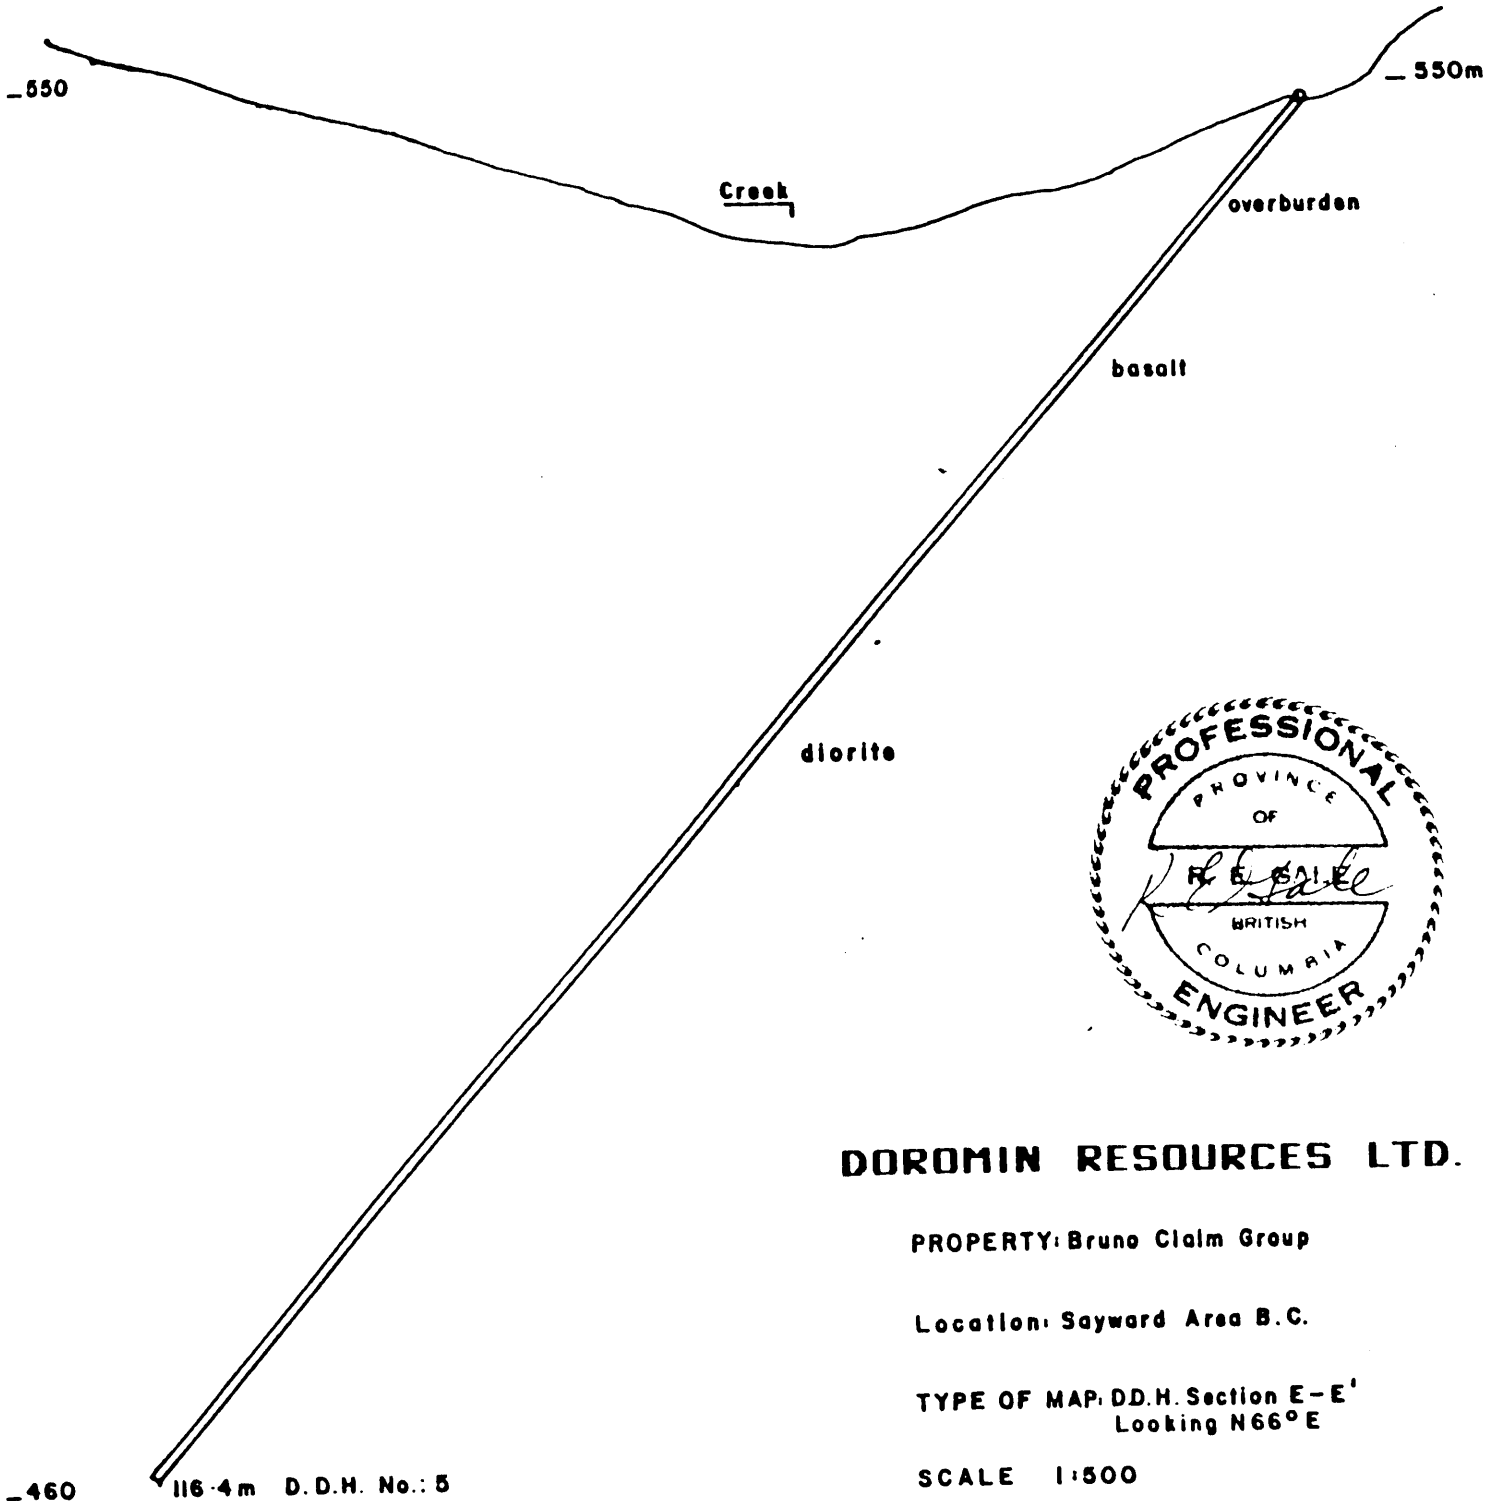 _550
_ 550m
Creek
overburden
basalt
diorite
PROFESSIONAL
PROVINCE
OF
R. E. GALE
BRITISH
COLUMBIA
ENGINEER
DOROMIN RESOURCES LTD.
PROPERTY: Bruno Claim Group
Location: Sayward Area B.C.
TYPE OF MAP: D.D.H. Section E-E'
Looking N66°E
SCALE 1:500
_460
116.4m D.D.H. No.: 5